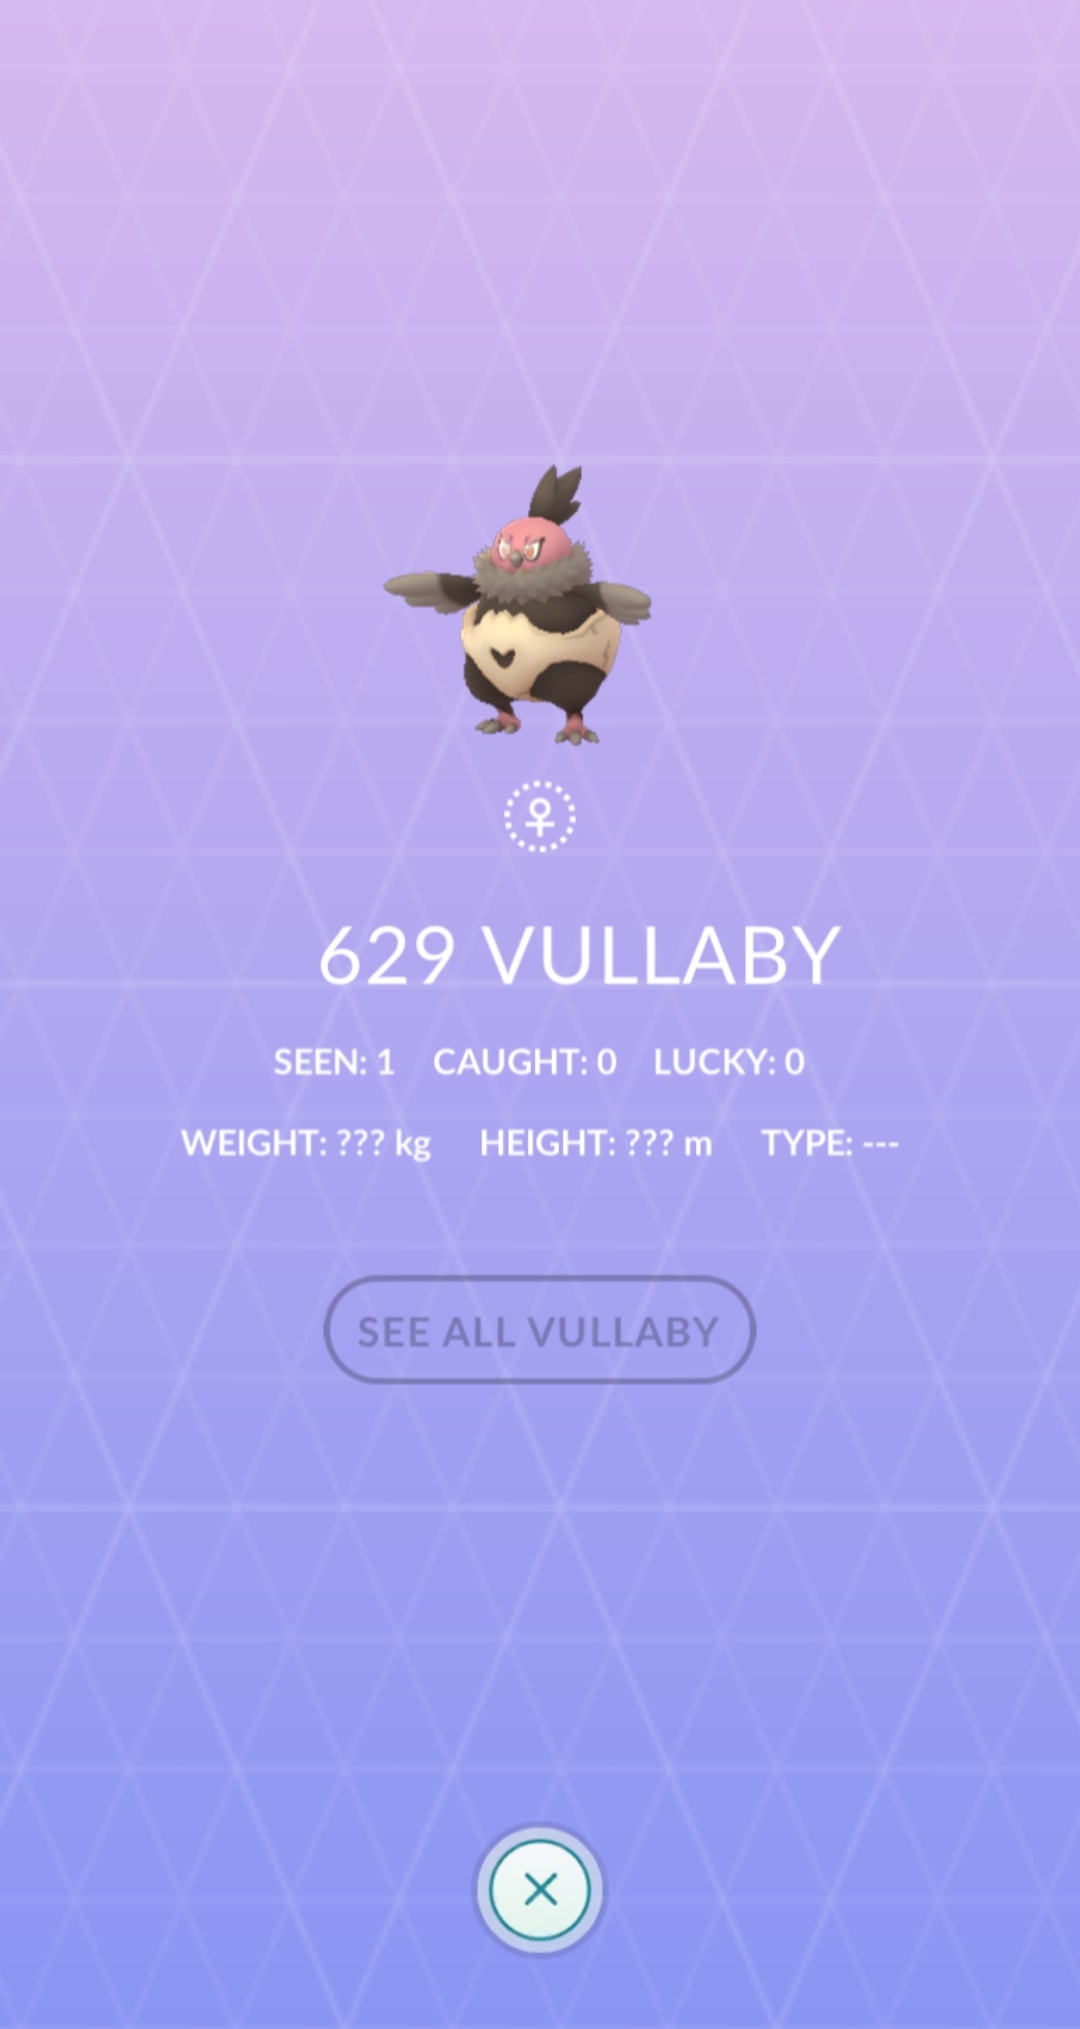 629 VULLABY
SEEN: 1 CAUGHT: 0 LUCKY: 0
WEIGHT: ??? kg HEIGHT: ??? m TYPE: ---
SEE ALL VULLABY